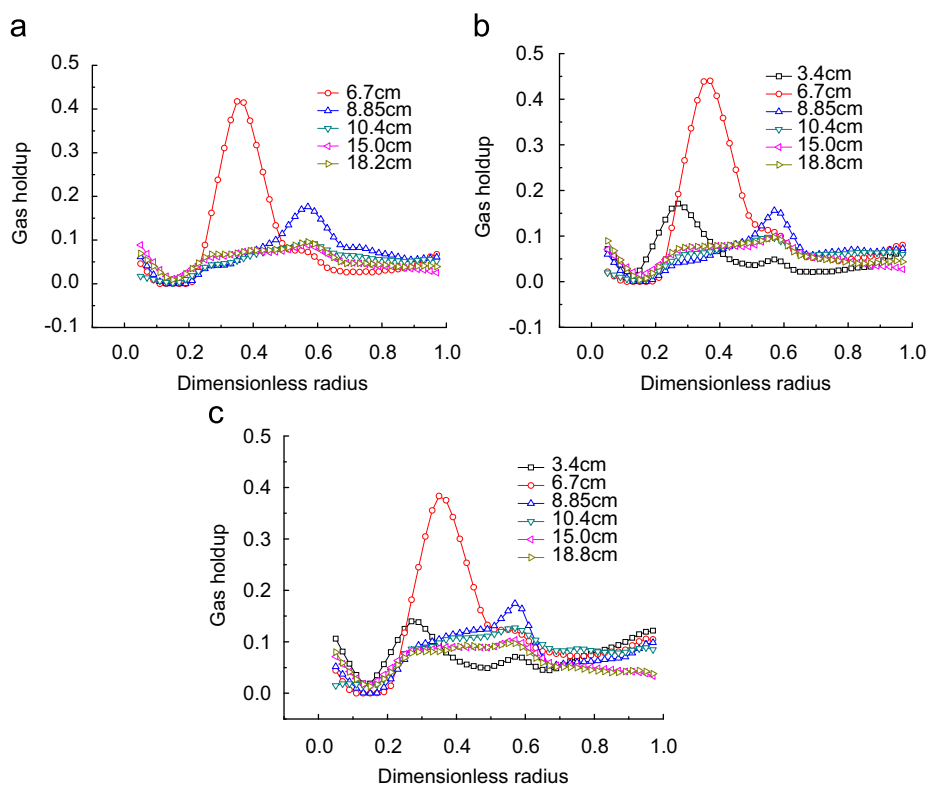 a
0.5
0.4
0.3
0.2
0.1
0.0
-0.1
Gas holdup
6.7cm
8.85cm
10.4cm
15.0cm
18.2cm
0.0 0.2 0.4 0.6 0.8 1.0
Dimensionless radius
b
0.5
0.4
0.3
0.2
0.1
0.0
-0.1
Gas holdup
3.4cm
6.7cm
8.85cm
10.4cm
15.0cm
18.8cm
0.0 0.2 0.4 0.6 0.8 1.0
Dimensionless radius
c
0.5
0.4
0.3
0.2
0.1
0.0
Gas holdup
3.4cm
6.7cm
8.85cm
10.4cm
15.0cm
18.8cm
0.0 0.2 0.4 0.6 0.8 1.0
Dimensionless radius